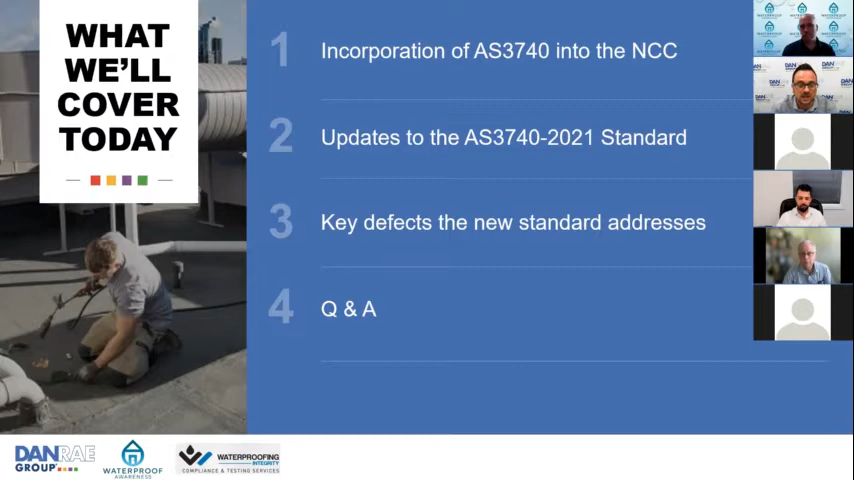 WHAT
WE'LL
COVER
TODAY
1 Incorporation of AS3740 into the NCC
2 Updates to the AS3740-2021 Standard
3 Key defects the new standard addresses
4 Q & A
DANRAE
GROUP
WATERPROOF
AWARENESS
WATERPROOFING
INTEGRITY
COMPLIANCE & TESTING SERVICES